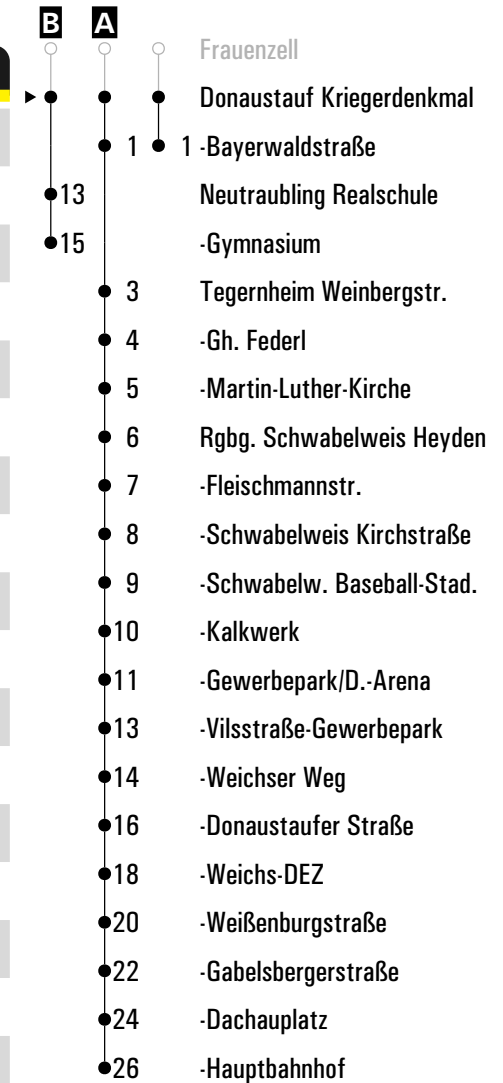 B A
Frauenzell
Donaustauf Kriegerdenkmal
1 1 -Bayerwaldstraße
13 Neutraubling Realschule
15 -Gymnasium
3 Tegernheim Weinbergstr.
4 -Gh. Federl
5 -Martin-Luther-Kirche
6 Rgbg. Schwabelweis Heyden
7 -Fleischmannstr.
8 -Schwabelweis Kirchstraße
9 -Schwabelw. Baseball-Stad.
10 -Kalkwerk
11 -Gewerbepark/D.-Arena
13 -Vilsstraße-Gewerbepark
14 -Weichser Weg
16 -Donaustaufer Straße
18 -Weichs-DEZ
20 -Weißenburgstraße
22 -Gabelsbergerstraße
24 -Dachauplatz
26 -Hauptbahnhof